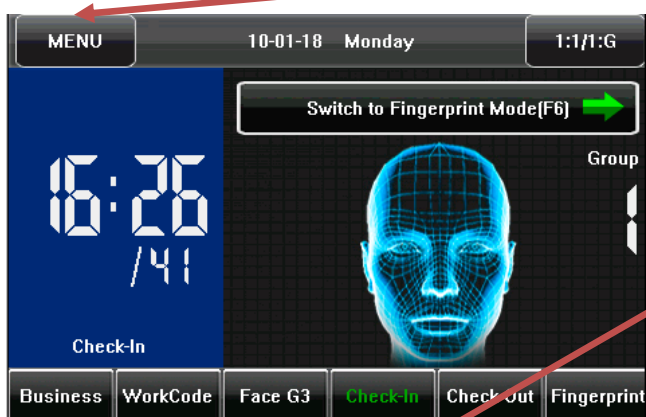 MENU 10-01-18 Monday 1:1/1:G
Switch to Fingerprint Mode(F6)
Group
16:26 1
/41
Check-In
Business WorkCode Face G3 Check-In Check-Out Fingerprint